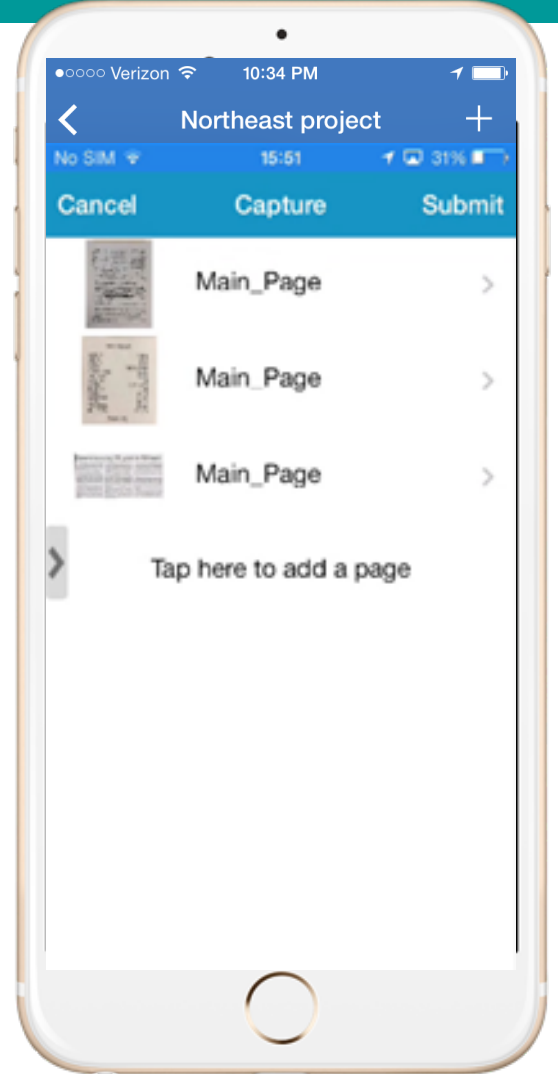 Verizon 10:34 PM
Northeast project
No SIM 15:51 31%
Cancel Capture Submit
Main_Page
Main_Page
Main_Page
Tap here to add a page